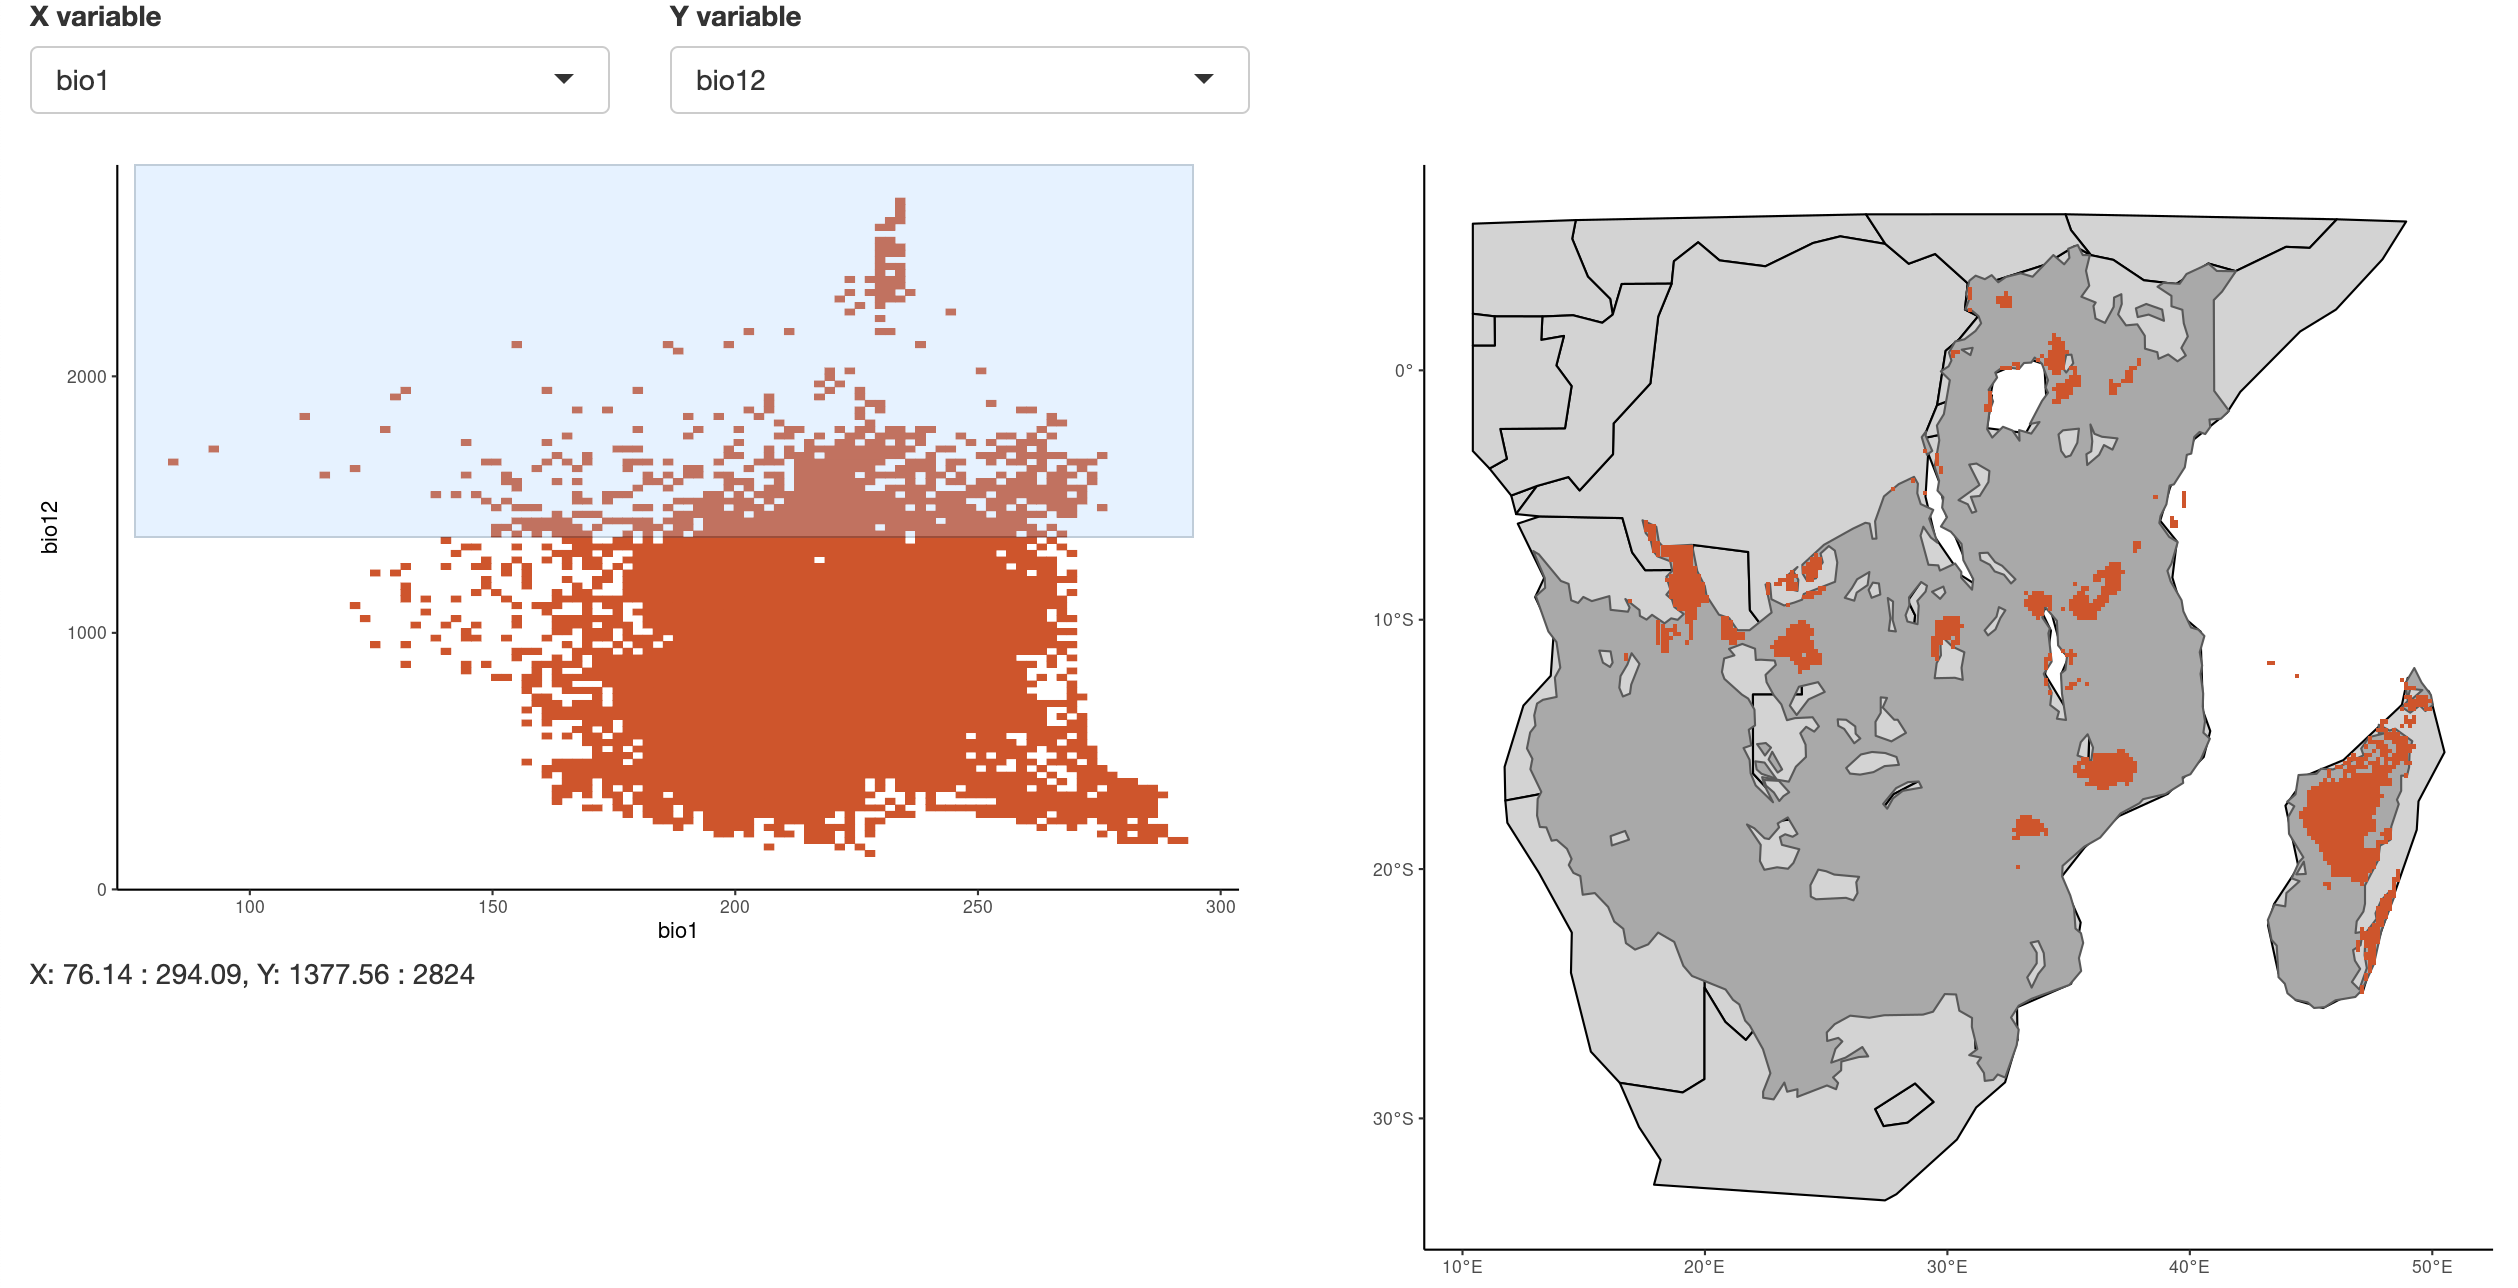 X variable
Y variable
bio1
bio12
2000
1000
0
bio12
100
150
200
250
300
bio1
X: 76.14 : 294.09, Y: 1377.56 : 2824
0°
10°S
20°S
30°S
10°E
20°E
30°E
40°E
50°E